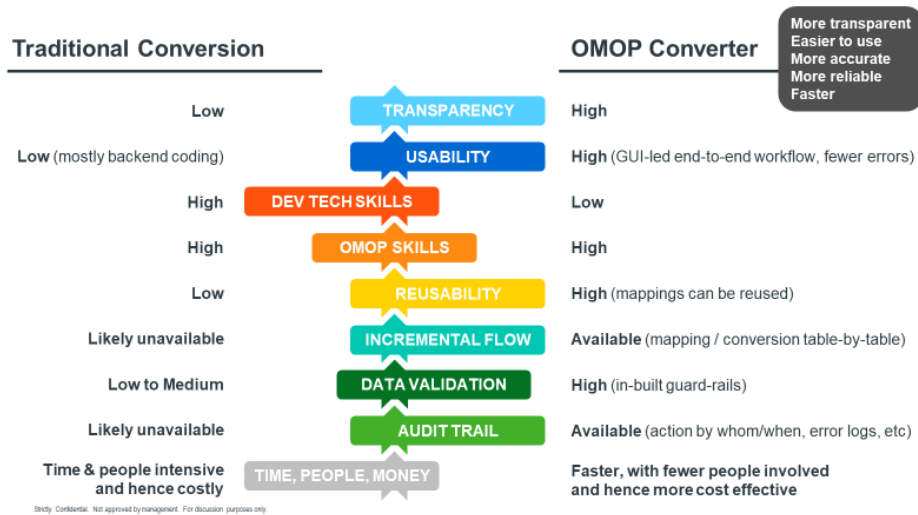 More transparent
Easier to use
More accurate
More reliable
Faster
Traditional Conversion
OMOP Converter
Low TRANSPARENCY High
Low (mostly backend coding) USABILITY High (GUI-led end-to-end workflow, fewer errors)
High DEV TECH SKILLS Low
High OMOP SKILLS High
Low REUSABILITY High (mappings can be reused)
Likely unavailable INCREMENTAL FLOW Available (mapping / conversion table-by-table)
Low to Medium DATA VALIDATION High (in-built guard-rails)
Likely unavailable AUDIT TRAIL Available (action by whom/when, error logs, etc)
Time & people intensive
and hence costly
TIME, PEOPLE, MONEY
Faster, with fewer people involved
and hence more cost effective
Strictly Confidential. Not approved by management. For discussion purposes only.